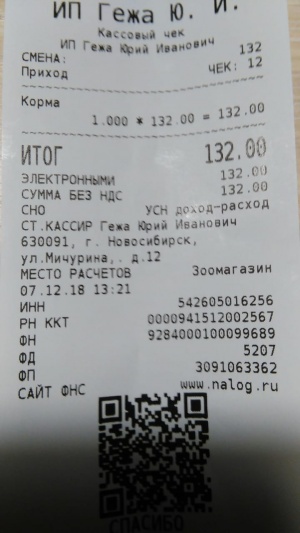 ИП Гежа Ю. И.
Кассовый чек
ИП Гежа Юрий Иванович
СМЕНА: 132
Приход ЧЕК: 12
Корма
1.000 * 132.00 = 132.00
ИТОГ 132.00
ЭЛЕКТРОННЫМИ 132.00
СУММА БЕЗ НДС 132.00
СНО УСН доход-расход
СТ.КАССИР Гежа Юрий Иванович
630091, г. Новосибирск,
ул.Мичурина,. д.12
МЕСТО РАСЧЕТОВ Зоомагазин
07.12.18 13:21
ИНН 542605016256
РН ККТ 0000941512002567
ФН 9284000100099689
ФД 5207
ФП 3091063362
САЙТ ФНС www.nalog.ru
СПАСИБО